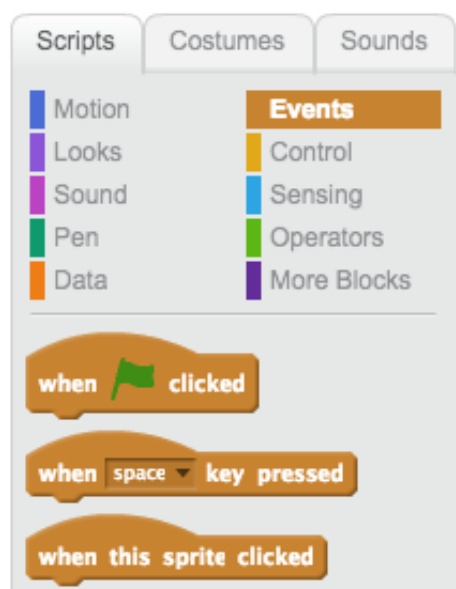 Scripts Costumes Sounds
Motion Events
Looks Control
Sound Sensing
Pen Operators
Data More Blocks
when clicked
when space key pressed
when this sprite clicked